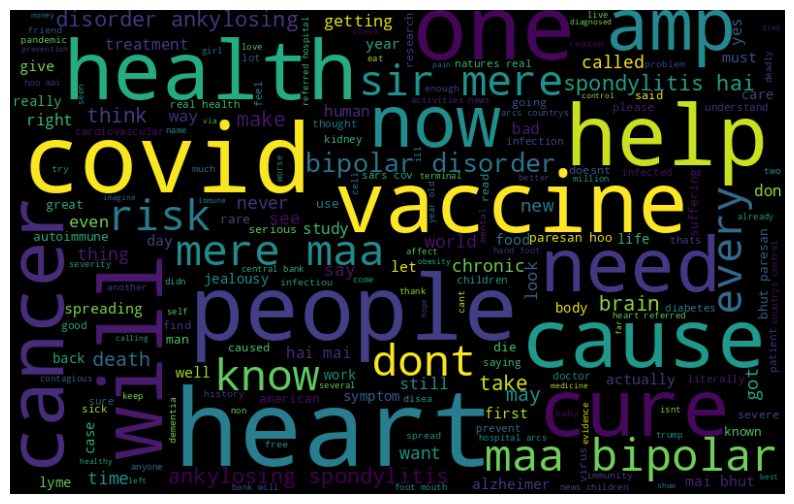 money
disorder ankylosing
getting
one
amp
yes
live
diagnosed
died
prevention
friend
treatment
year
research
check
pandemic
girl
love
health
referred hospital
eat
natures real
called
must
problem
hoo mai
give
seen
lot
feel
reason
deadly
sir mere
spondylitis hai
really
real health
pain
said
care
right
think
way
make
human
going
activities news
arcs countrys
control
please
understand
cardiovascular
via
thought
now
bad
infection
help
name
kidney
covid
bipolar disorder
doesnt
try
much
worse
ill
cell
sars cov
terminal
year old
better
infected
million
suffering
don
two
never
immune
imagine
use
vaccine
read
new
already
great
risk
rare
serious
study
even
see
mental
autoimmune
mere maa
world
food
paresan hoo
life
thats
every
cancer
thing
day
say
affect
obesity
let
chronic
look
need
bhut paresan
countrys central
severity
another
jealousy
central bank
infectiou
come
children
hand foot
brain
spreading
will
didn
people
thank
hope
cant
body
diabetes
heart referred
patient
good
self
find
man
calling
cause
back
caused
die
saying
far
death
well
hai mai
work
several
dont
doctor
actually
literally
got
contagious
know
still
take
medicine
sure
sick
keep
american
symptom
disea
may
first
baby
isnt
severe
case
dementia
history
non
prevent
cure
evidence
virus
known
healthy
anyone
free
heart
spread
want
hospital arcs
immunity
trump
lyme
time
left
ankylosing spondylitis
bank will
foot mouth
alzheimer
maa bipolar
news children
show
mai bhut
best